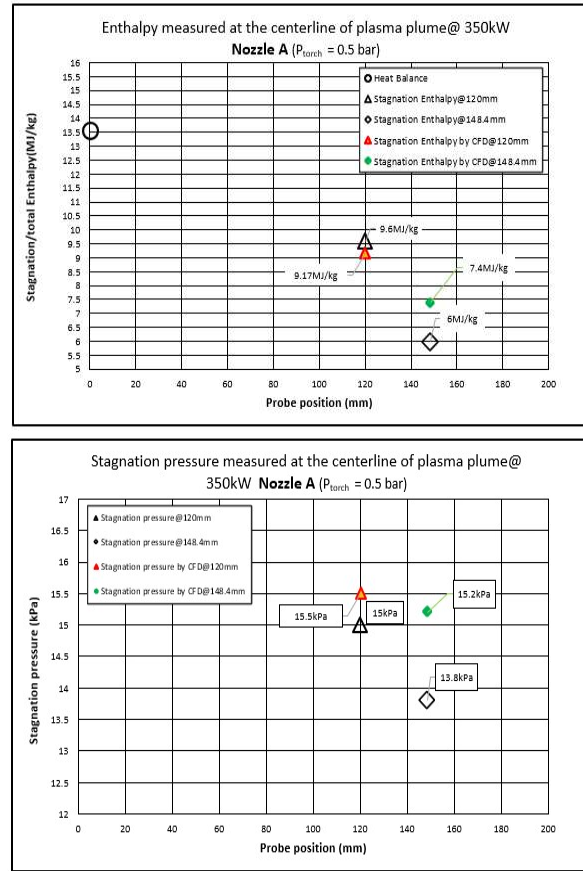 Enthalpy measured at the centerline of plasma plume@ 350kW
Nozzle A (Ptorch = 0.5 bar)
Stagnation/total Enthalpy(MJ/kg)
16
15.5
15
14.5
14
13.5
13
12.5
12
11.5
11
10.5
10
9.5
9
8.5
8
7.5
7
6.5
6
5.5
5
Heat Balance
Stagnation Enthalpy@120mm
Stagnation Enthalpy@148.4mm
Stagnation Enthalpy by CFD@120mm
Stagnation Enthalpy by CFD@148.4mm
9.6MJ/kg
9.17MJ/kg
7.4MJ/kg
6MJ/kg
0 20 40 60 80 100 120 140 160 180 200
Probe position (mm)
Stagnation pressure measured at the centerline of plasma plume@
350kW Nozzle A (Ptorch = 0.5 bar)
Stagnation pressure (kPa)
17
16.5
16
15.5
15
14.5
14
13.5
13
12.5
12
Stagnation pressure@120mm
Stagnation pressure@148.4mm
Stagnation pressure by CFD@120mm
Stagnation pressure by CFD@148.4mm
15.5kPa
15kPa
15.2kPa
13.8kPa
0 20 40 60 80 100 120 140 160 180 200
Probe position (mm)